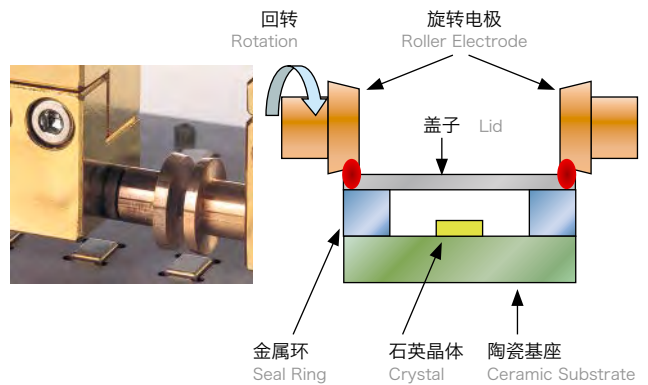 回转
Rotation
旋转电极
Roller Electrode
盖子 Lid
金属环
Seal Ring
石英晶体
Crystal
陶瓷基座
Ceramic Substrate